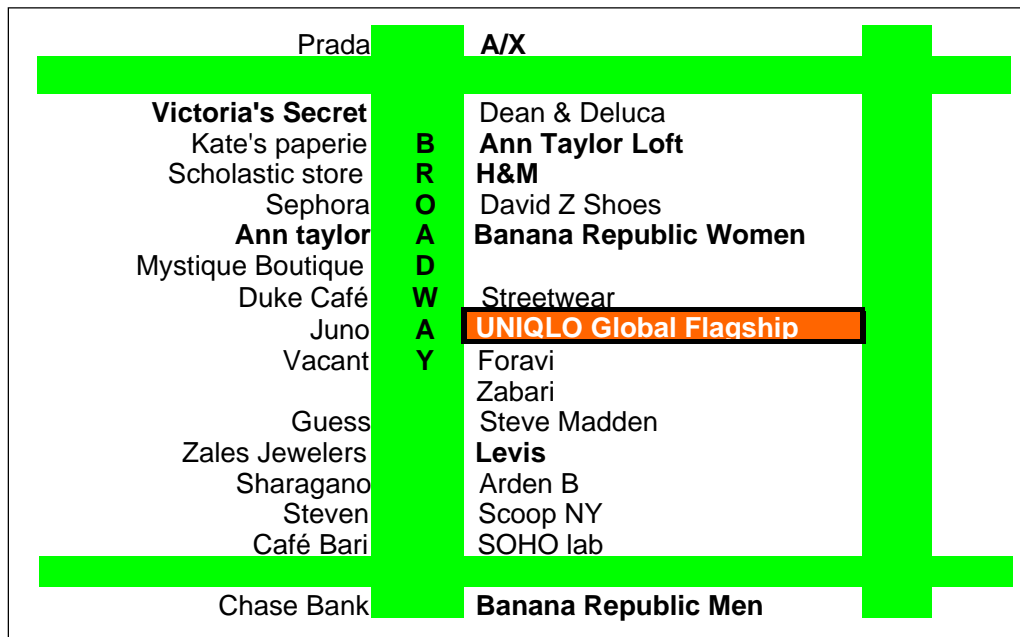 Prada A/X
Victoria's Secret Dean & Deluca
Kate's paperie B Ann Taylor Loft
Scholastic store R H&M
Sephora O David Z Shoes
Ann taylor A Banana Republic Women
Mystique Boutique D
Duke Café W Streetwear
Juno A UNIQLO Global Flagship
Vacant Y Foravi
Zabari
Guess Steve Madden
Zales Jewelers Levis
Sharagano Arden B
Steven Scoop NY
Café Bari SOHO lab
Chase Bank Banana Republic Men